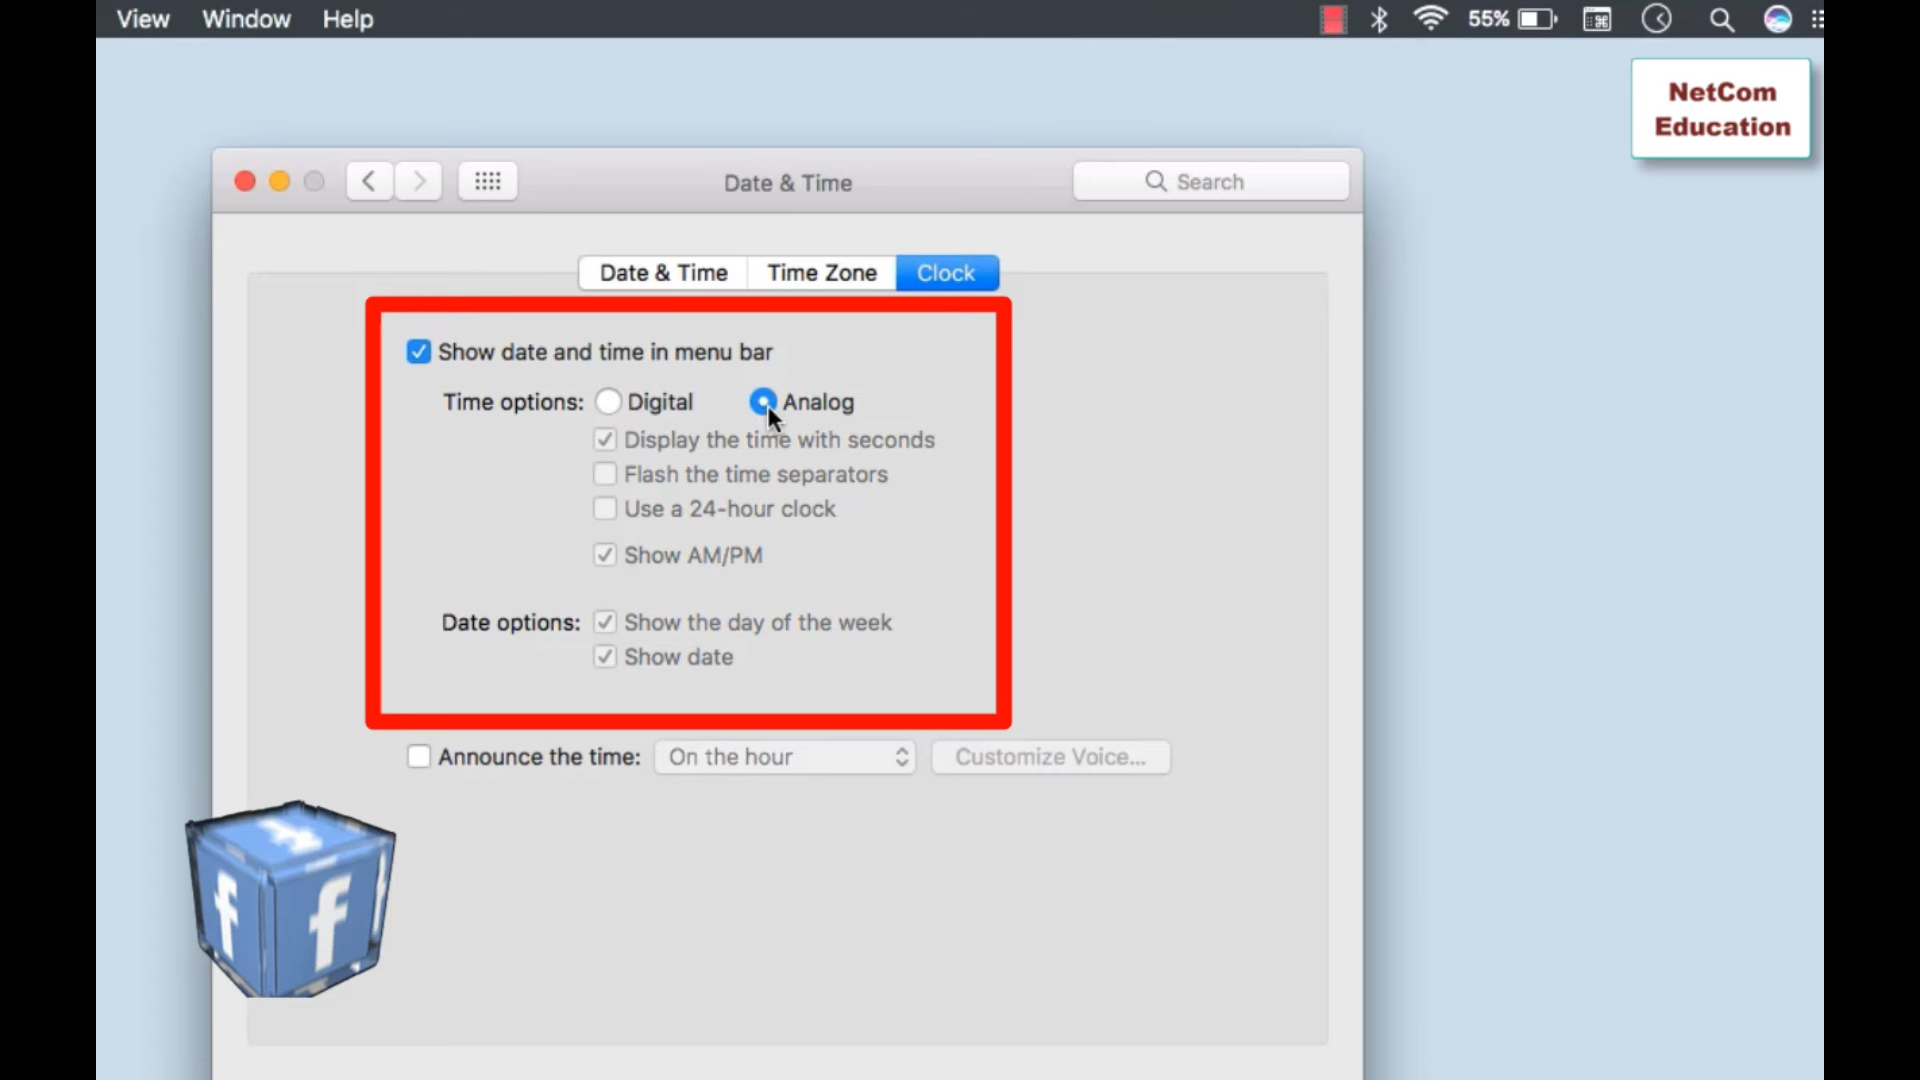 View Window Help 55%
NetCom
Education
Date & Time
Search
Date & Time Time Zone Clock
Show date and time in menu bar
Time options: Digital Analog
Display the time with seconds
Flash the time separators
Use a 24-hour clock
Show AM/PM
Date options: Show the day of the week
Show date
Announce the time: On the hour Customize Voice...
f f